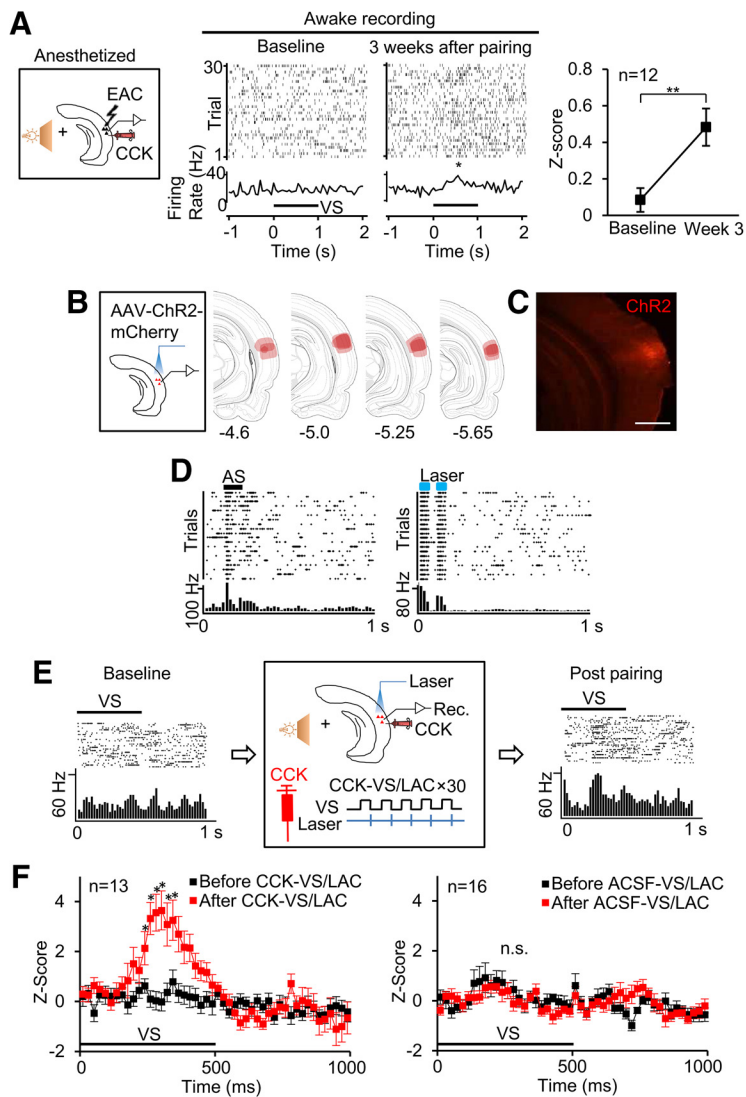 A
Awake recording
Anesthetized
Baseline
3 weeks after pairing
EAC
+
CCK
30
Trial
1
Firing Rate (Hz)
40
0
VS
*
-1 0 1 2
Time (s)
-1 0 1 2
Time (s)
n=12
**
Z-score
0.8
0.6
0.4
0.2
0
Baseline
Week 3
B
AAV-ChR2-
mCherry
-4.6
-5.0
-5.25
-5.65
C
ChR2
D
AS
Trials
100 Hz
0
1 s
Laser
Trials
80 Hz
0
1 s
E
Baseline
VS
60 Hz
0
1 s
Laser
+
Rec.
CCK
CCK
CCK-VS/LAC×30
VS
Laser
Post pairing
VS
60 Hz
0
1 s
F
n=13
Before CCK-VS/LAC
After CCK-VS/LAC
* * * * * *
Z-Score
4
2
0
-2
VS
0 500 1000
Time (ms)
n=16
Before ACSF-VS/LAC
After ACSF-VS/LAC
n.s.
Z-Score
4
2
0
-2
VS
0 500 1000
Time (ms)